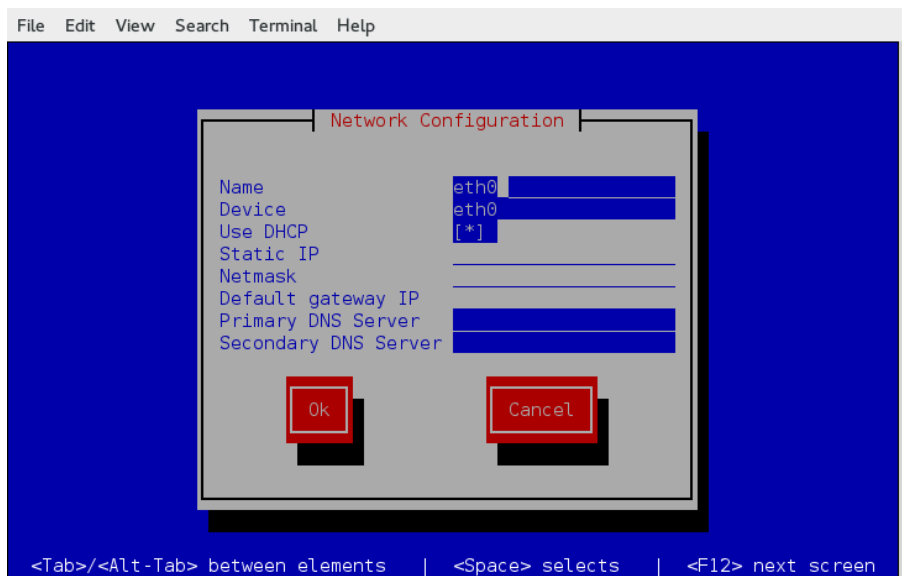 File Edit View Search Terminal Help
Network Configuration
Name eth0
Device eth0
Use DHCP [*]
Static IP
Netmask
Default gateway IP
Primary DNS Server
Secondary DNS Server
Ok Cancel
<Tab>/<Alt-Tab> between elements | <Space> selects | <F12> next screen